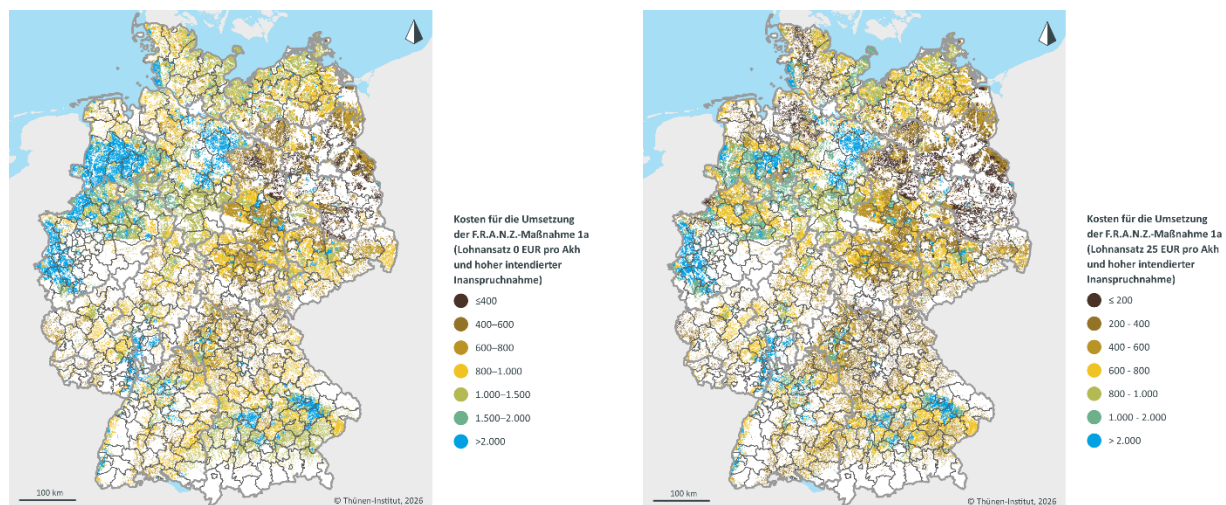 Kosten für die Umsetzung
der F.R.A.N.Z.-Maßnahme 1a
(Lohnansatz 0 EUR pro Akh
und hoher intendierter
Inanspruchnahme)
≤400
400–600
600–800
800–1.000
1.000–1.500
1.500–2.000
>2.000
100 km
© Thünen-Institut, 2026
Kosten für die Umsetzung
der F.R.A.N.Z.-Maßnahme 1a
(Lohnansatz 25 EUR pro Akh
und hoher intendierter
Inanspruchnahme)
≤ 200
200 - 400
400 - 600
600 - 800
800 - 1.000
1.000 - 2.000
> 2.000
100 km
© Thünen-Institut, 2026